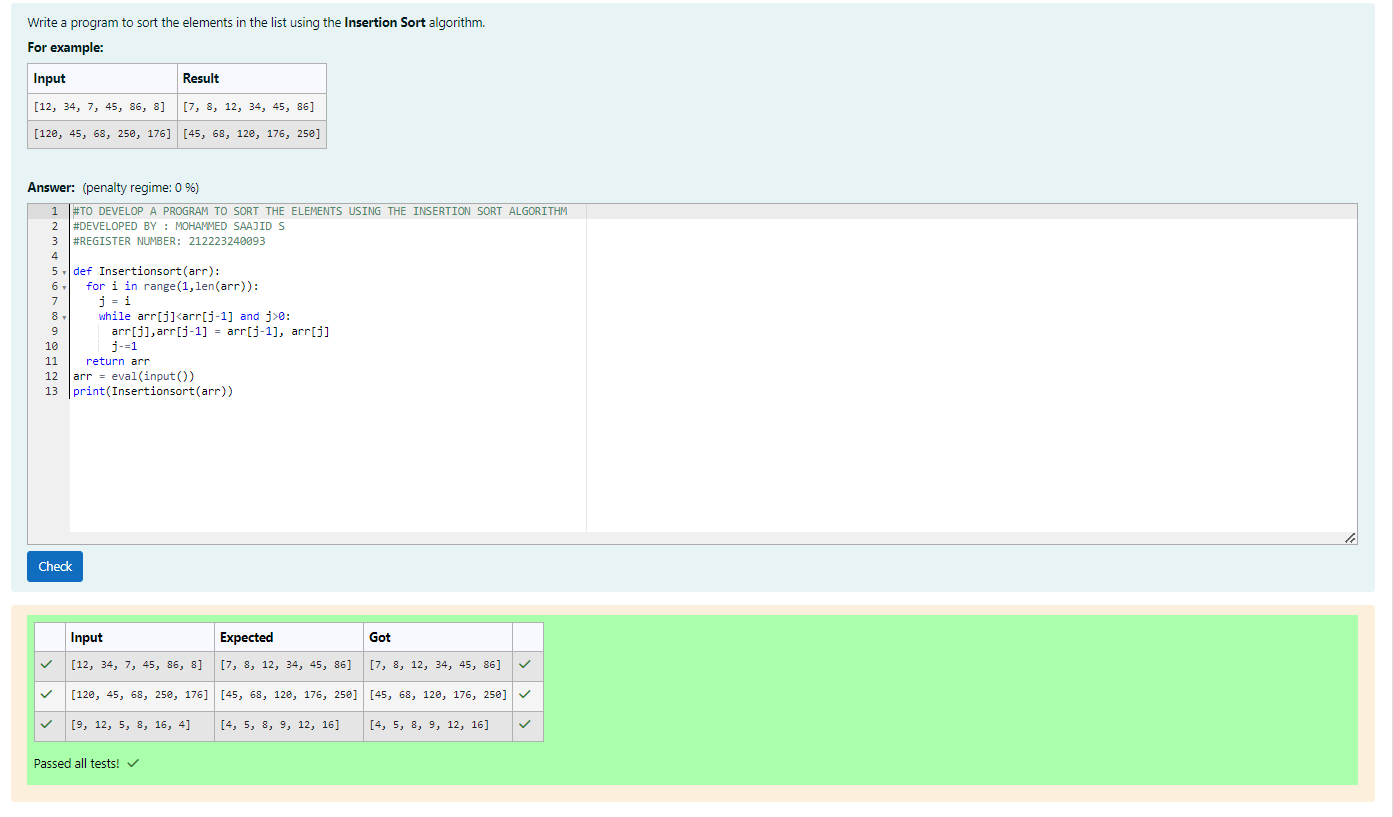 Write a program to sort the elements in the list using the Insertion Sort algorithm.
For example:
Input Result
[12, 34, 7, 45, 86, 8] [7, 8, 12, 34, 45, 86]
[120, 45, 68, 250, 176] [45, 68, 120, 176, 250]
Answer: (penalty regime: 0 %)
1 #TO DEVELOP A PROGRAM TO SORT THE ELEMENTS USING THE INSERTION SORT ALGORITHM
2 #DEVELOPED BY : MOHAMMED SAAJID S
3 #REGISTER NUMBER: 212223240093
4
5 def Insertionsort(arr):
6   for i in range(1,len(arr)):
7     j = i
8     while arr[j]<arr[j-1] and j>0:
9       arr[j],arr[j-1] = arr[j-1], arr[j]
10       j-=1
11   return arr
12 arr = eval(input())
13 print(Insertionsort(arr))
Check
Input Expected Got
[12, 34, 7, 45, 86, 8] [7, 8, 12, 34, 45, 86] [7, 8, 12, 34, 45, 86]
[120, 45, 68, 250, 176] [45, 68, 120, 176, 250] [45, 68, 120, 176, 250]
[9, 12, 5, 8, 16, 4] [4, 5, 8, 9, 12, 16] [4, 5, 8, 9, 12, 16]
Passed all tests!